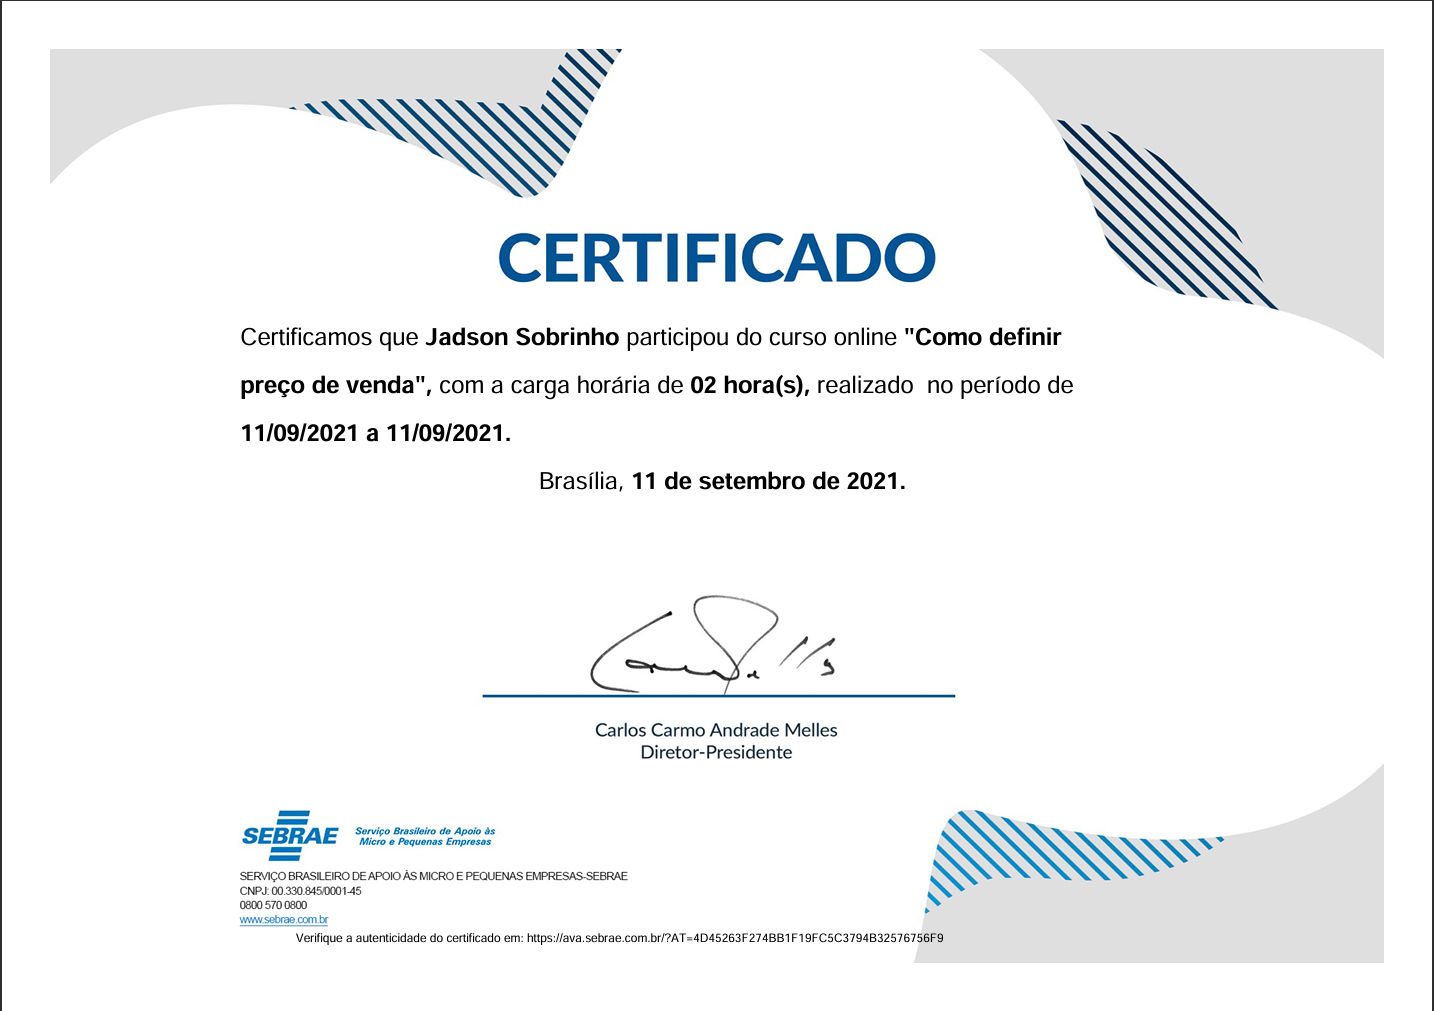 CERTIFICADO
Certificamos que Jadson Sobrinho participou do curso online "Como definir
preço de venda", com a carga horária de 02 hora(s), realizado  no período de
11/09/2021 a 11/09/2021.
Brasília, 11 de setembro de 2021.
Carlos Carmo Andrade Melles
Diretor-Presidente
SEBRAE
Serviço Brasileiro de Apoio às
Micro e Pequenas Empresas
SERVIÇO BRASILEIRO DE APOIO ÀS MICRO E PEQUENAS EMPRESAS-SEBRAE
CNPJ: 00.330.845/0001-45
0800 570 0800
www.sebrae.com.br
Verifique a autenticidade do certificado em: https://ava.sebrae.com.br/?AT=4D45263F274BB1F19FC5C3794B32576756F9